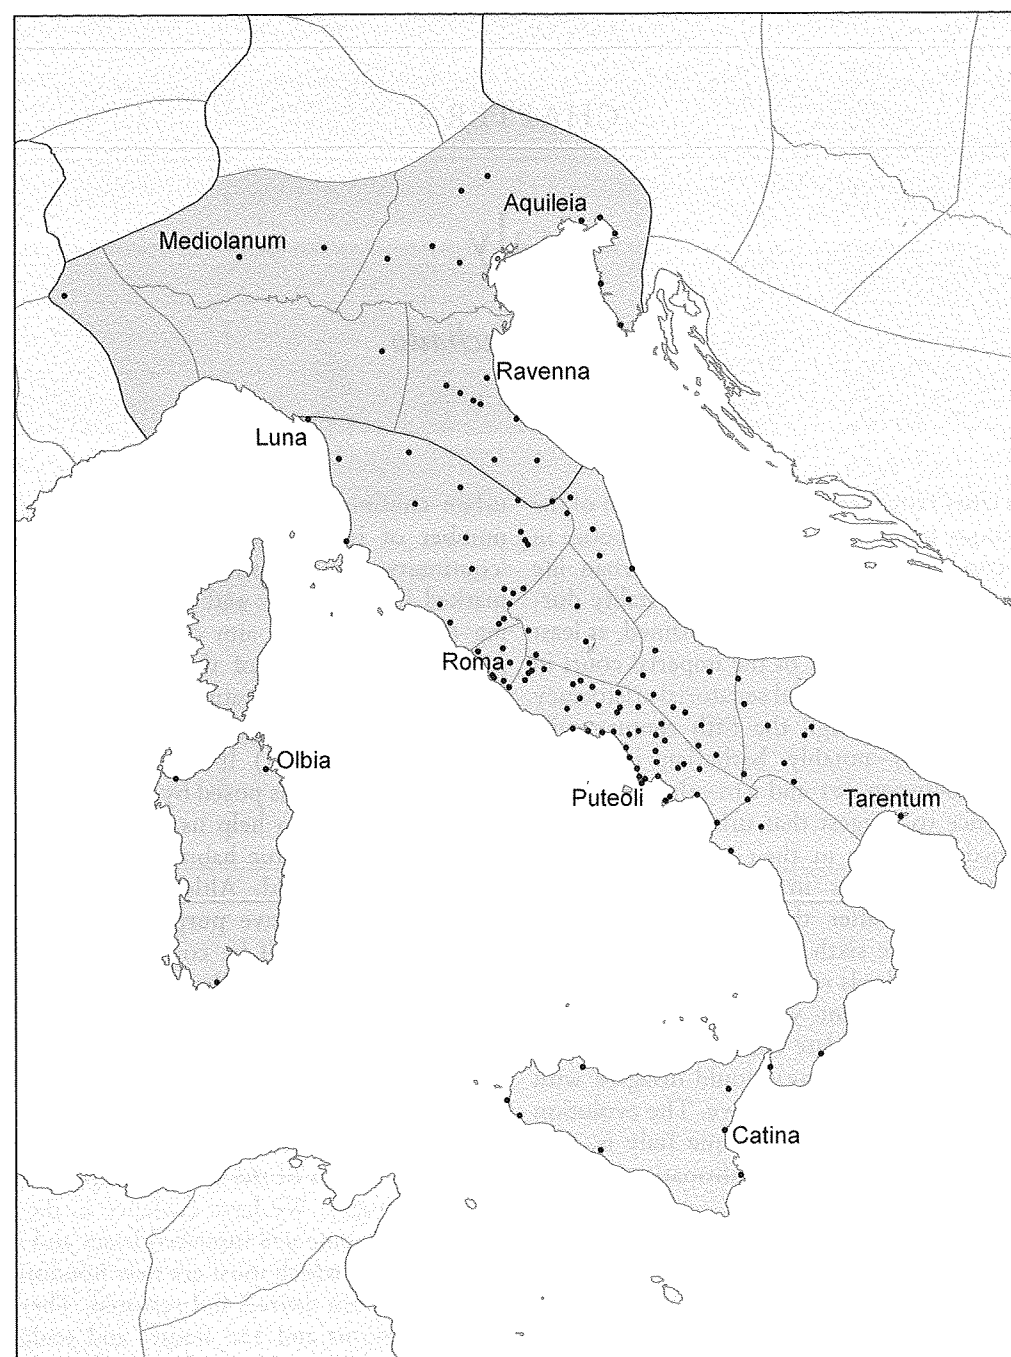 Aquileia
Mediolanum
Ravenna
Luna
Roma
Olbia
Puteoli
Tarentum
Catina